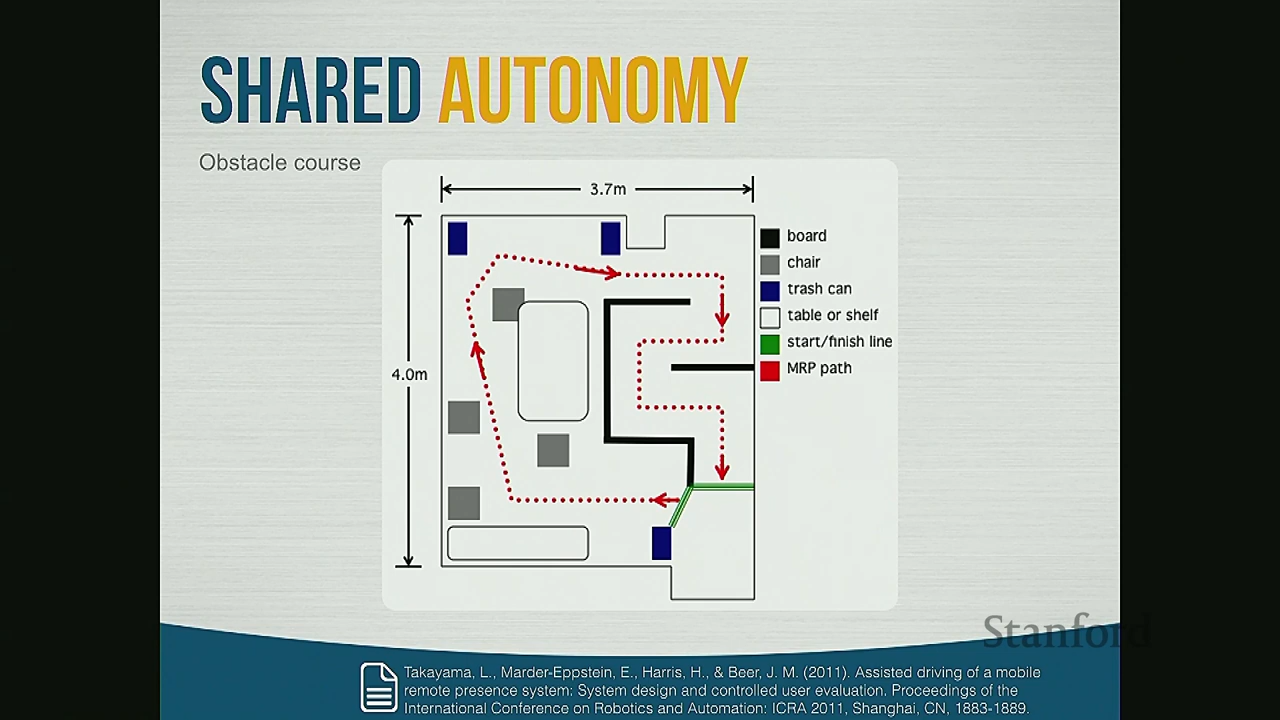 SHARED AUTONOMY
Obstacle course
3.7m
4.0m
board
chair
trash can
table or shelf
start/finish line
MRP path
Stanford
Takayama, L., Marder-Eppstein, E., Harris, H., & Beer, J. M. (2011). Assisted driving of a mobile
remote presence system: System design and controlled user evaluation. Proceedings of the
International Conference on Robotics and Automation: ICRA 2011, Shanghai, CN, 1883-1889.